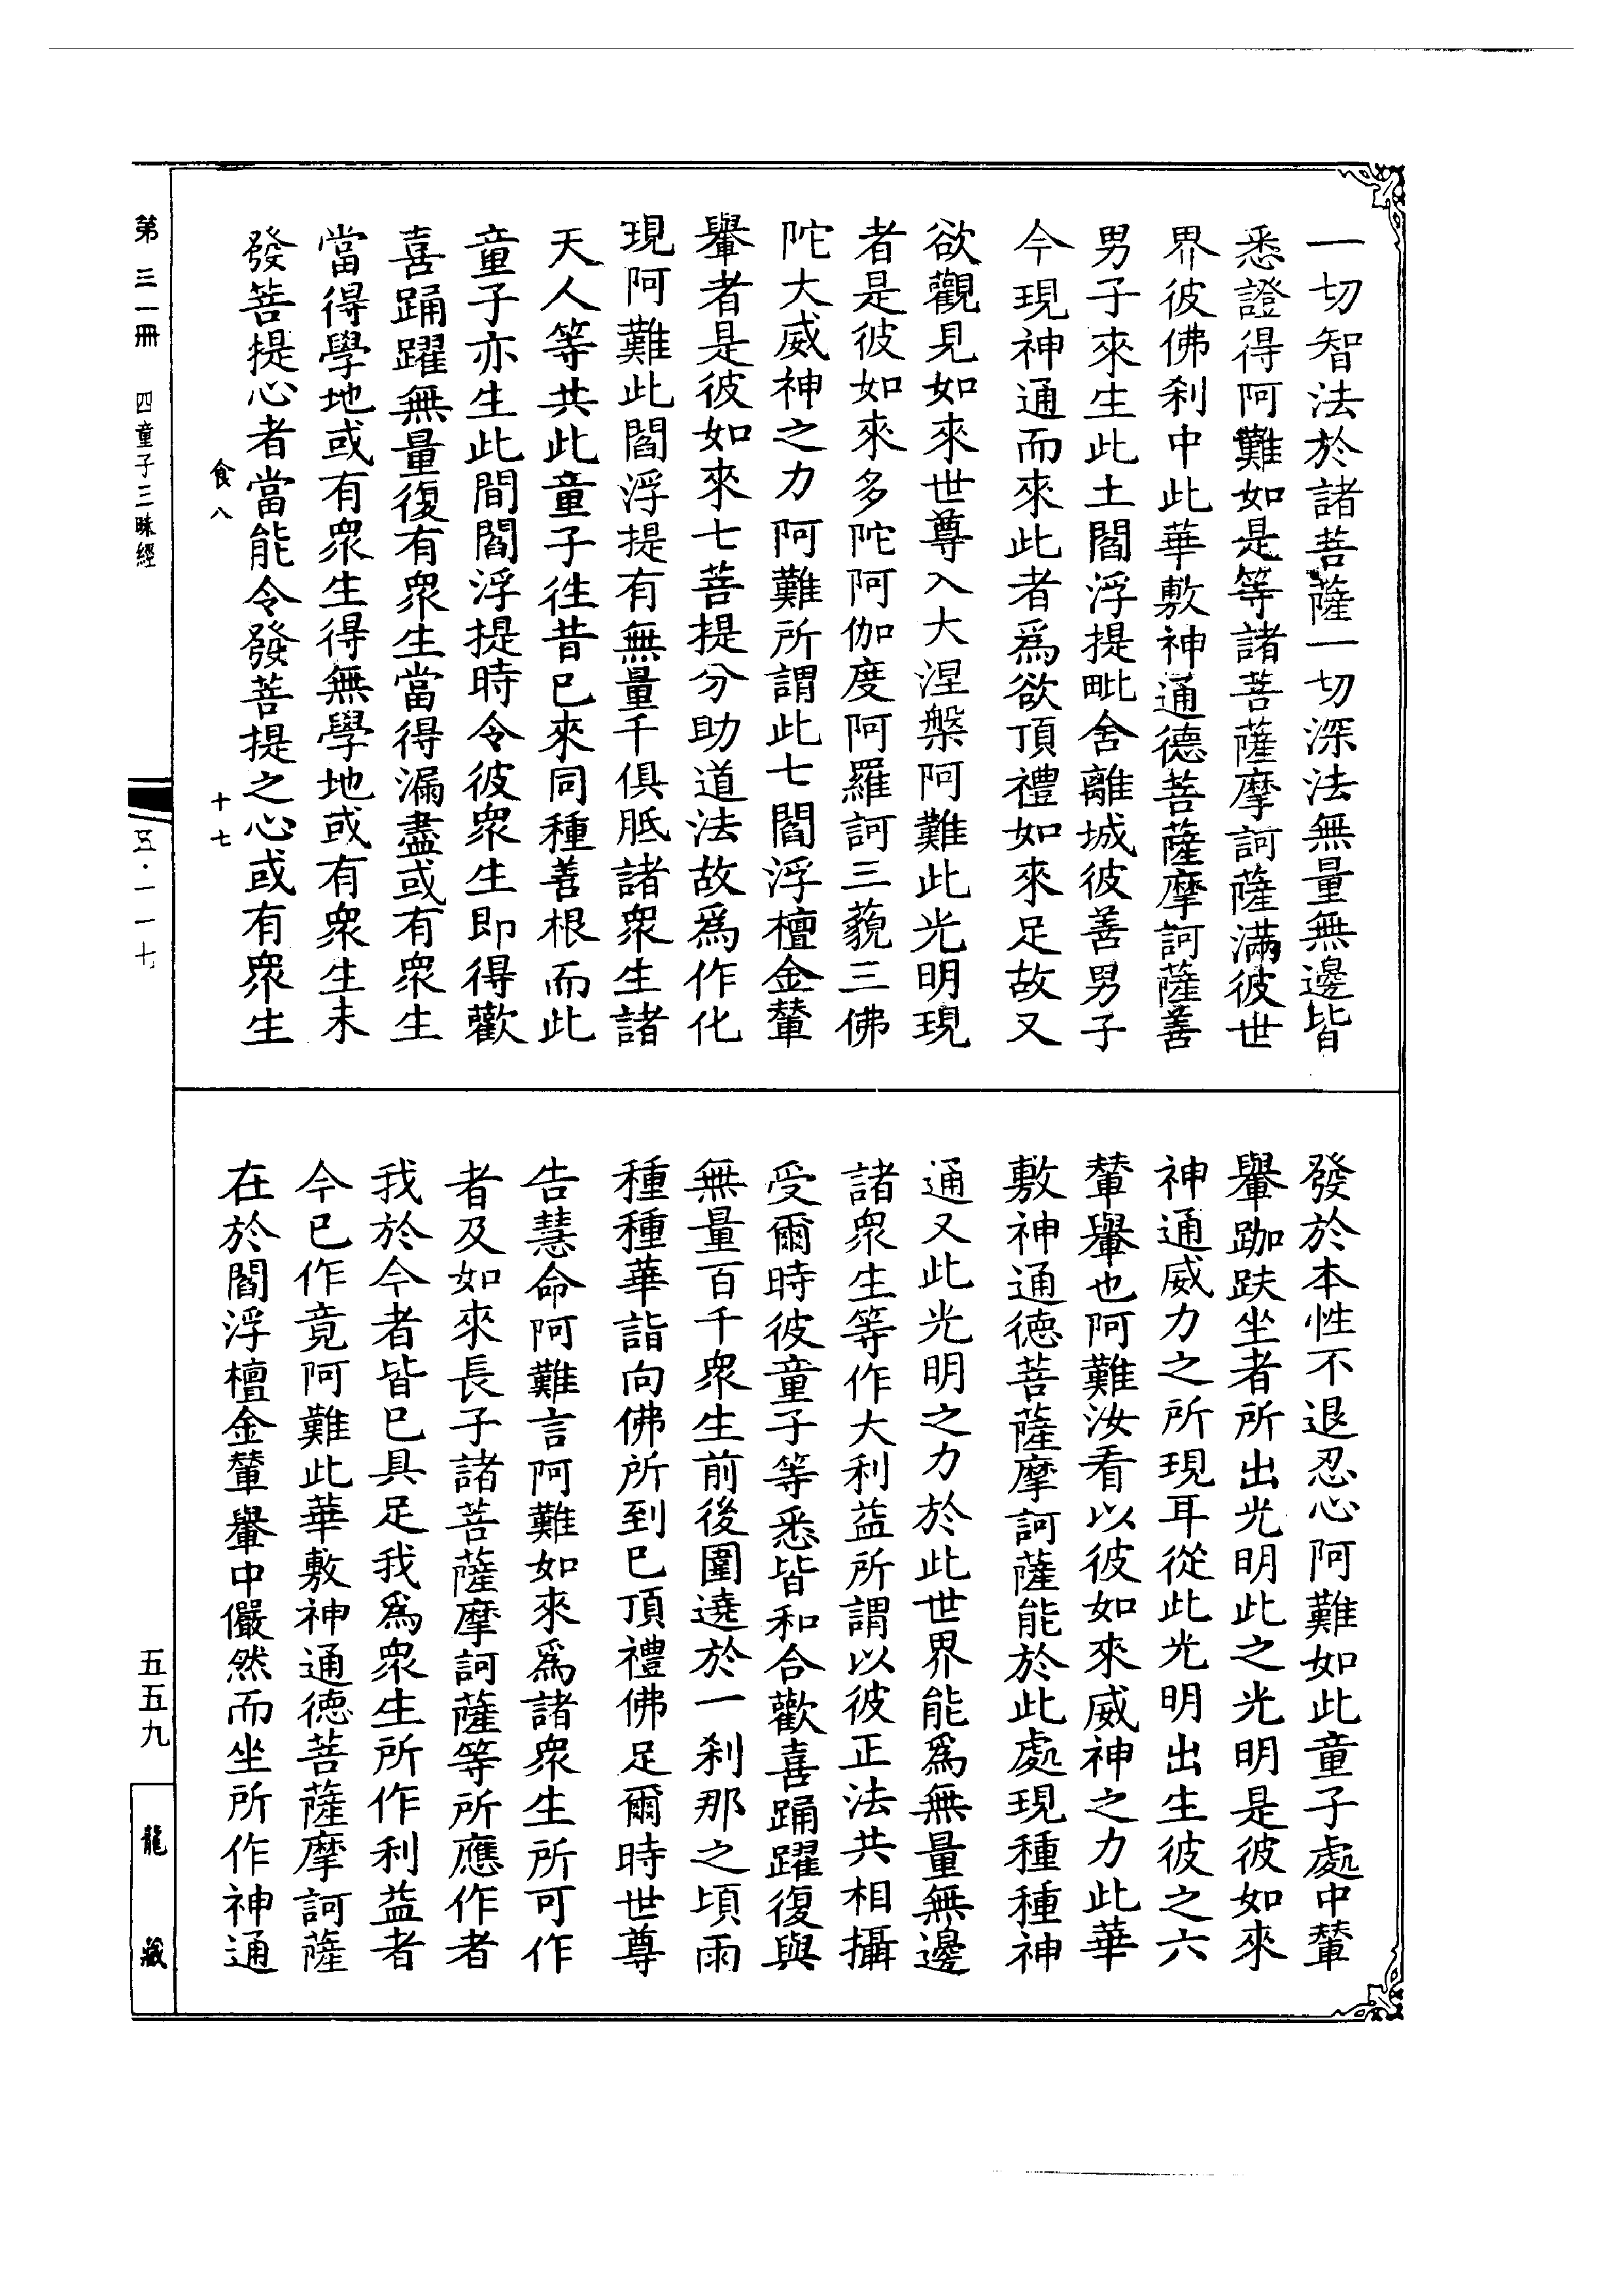 一切智法於諸菩薩一切深法無量無邊皆
悉證得阿難如是等諸菩薩摩訶薩滿彼世
界彼佛剎中此華敷神通德菩薩摩訶薩善
男子來生此土閻浮提毗舍離城彼善男子
今現神通而來此者爲欲頂禮如來足故又
欲觀見如來世尊入大涅槃阿難此光明現
者是彼如來多陀阿伽度阿羅訶三藐三佛
陀大威神之力阿難所謂此七閻浮檀金輦
轝者是彼如來七菩提分助道法故爲作化
現阿難此閻浮提有無量千俱胝諸衆生諸
天人等共此童子徃昔已來同種善根而此
童子亦生此間閻浮提時令彼衆生即得歡
喜踊躍無量復有衆生當得漏盡或有衆生
當得學地或有衆生得無學地或有衆生未
發菩提心者當能令發菩提之心或有衆生
食八
十七
發於本性不退忍心阿難如此童子處中輦
轝跏趺坐者所出光明此之光明是彼如來
神通威力之所現耳從此光明出生彼之六
輦轝也阿難汝看以彼如來威神之力此華
敷神通德菩薩摩訶薩能於此處現種種神
通又此光明之力於此世界能爲無量無邊
諸衆生等作大利益所謂以彼正法共相攝
受爾時彼童子等悉皆和合歡喜踊躍復與
無量百千衆生前後圍遶於一剎那之頃雨
種種華詣向佛所到已頂禮佛足爾時世尊
告慧命阿難言阿難如來爲諸衆生所可作
者及如來長子諸菩薩摩訶薩等所應作者
我於今者皆已具足我爲衆生所作利益者
今已作竟阿難此華敷神通德菩薩摩訶薩
在於閻浮檀金輦轝中儼然而坐所作神通
第三一冊 四童子三昧經
五·一一七
五五九
龍藏